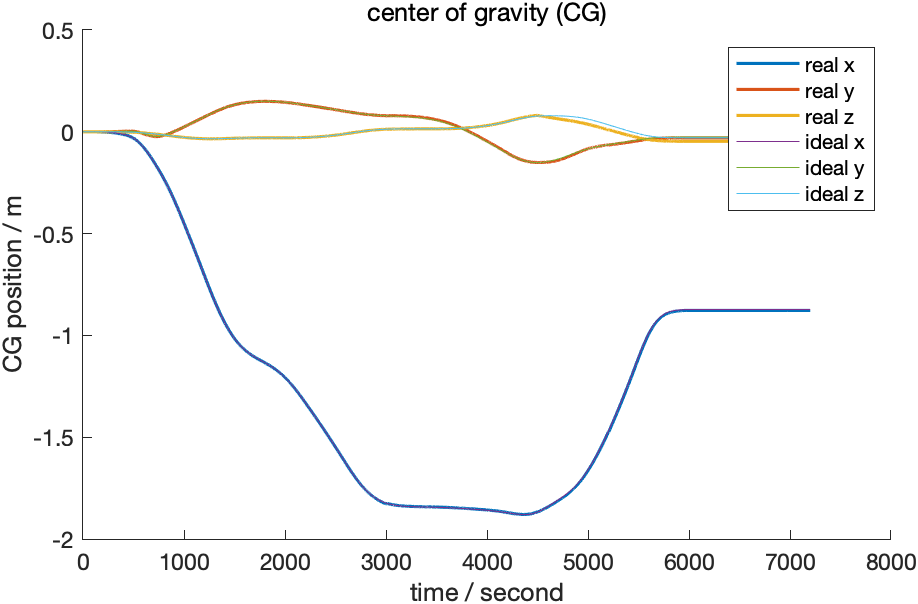 center of gravity (CG)
0.5
0
-0.5
-1
-1.5
-2
CG position / m
real x
real y
real z
ideal x
ideal y
ideal z
0 1000 2000 3000 4000 5000 6000 7000 8000
time / second